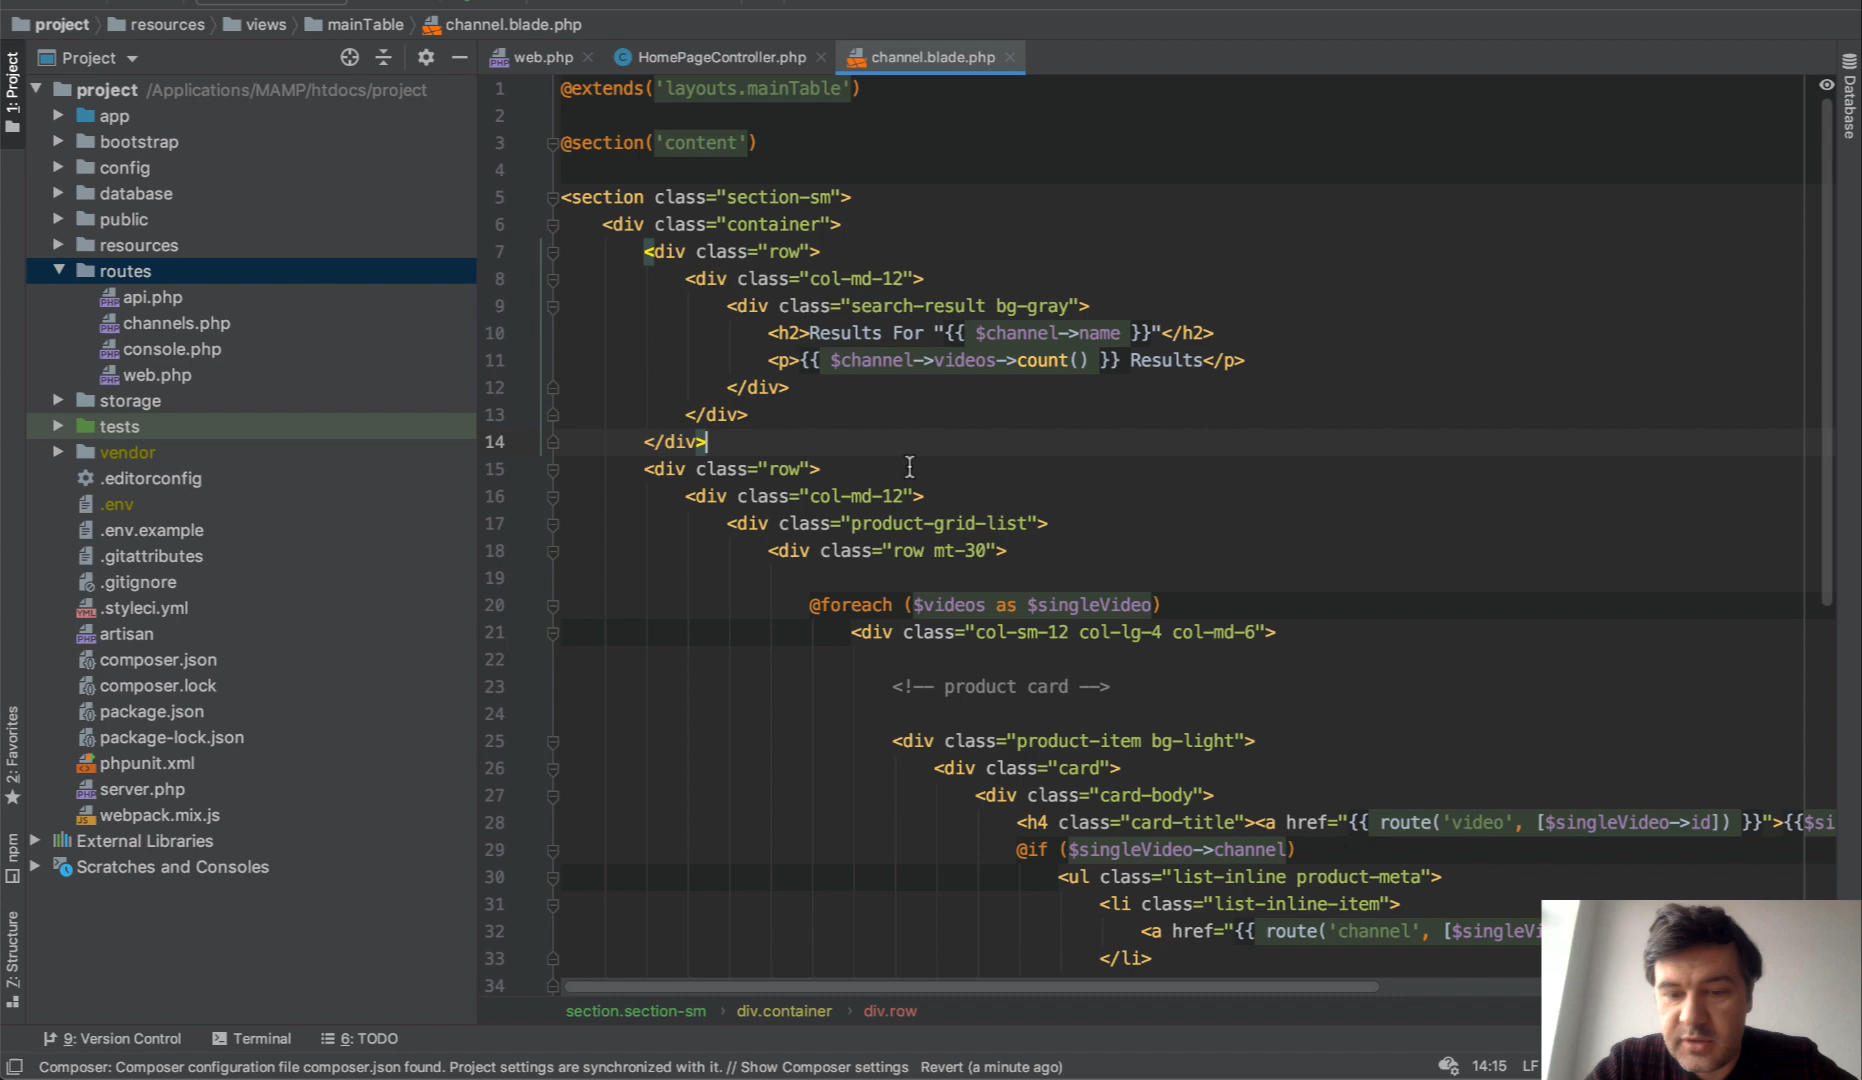 project resources views mainTable channel.blade.php
Project
web.php HomePageController.php channel.blade.php
1: Project
Database
project /Applications/MAMP/htdocs/project
app
bootstrap
config
database
public
resources
routes
api.php
channels.php
console.php
web.php
storage
tests
vendor
.editorconfig
.env
.env.example
.gitattributes
.gitignore
.styleci.yml
artisan
composer.json
composer.lock
package.json
package-lock.json
phpunit.xml
server.php
webpack.mix.js
External Libraries
Scratches and Consoles
2: Favorites
npm
7: Structure
1 @extends('layouts.mainTable')
2
3 @section('content')
4
5 <section class="section-sm">
6 <div class="container">
7 <div class="row">
8 <div class="col-md-12">
9 <div class="search-result bg-gray">
10 <h2>Results For "{{ $channel->name }}"</h2>
11 <p>{{ $channel->videos->count() }} Results</p>
12 </div>
13 </div>
14 </div>
15 <div class="row">
16 <div class="col-md-12">
17 <div class="product-grid-list">
18 <div class="row mt-30">
19
20 @foreach ($videos as $singleVideo)
21 <div class="col-sm-12 col-lg-4 col-md-6">
22
23 <!-- product card -->
24
25 <div class="product-item bg-light">
26 <div class="card">
27 <div class="card-body">
28 <h4 class="card-title"><a href="{{ route('video', [$singleVideo->id]) }}">{{$si
29 @if ($singleVideo->channel)
30 <ul class="list-inline product-meta">
31 <li class="list-inline-item">
32 <a href="{{ route('channel', [$singleVi
33 </li>
34
section.section-sm div.container div.row
9: Version Control Terminal 6: TODO
Composer: Composer configuration file composer.json found. Project settings are synchronized with it. // Show Composer settings Revert (a minute ago) 14:15 LF